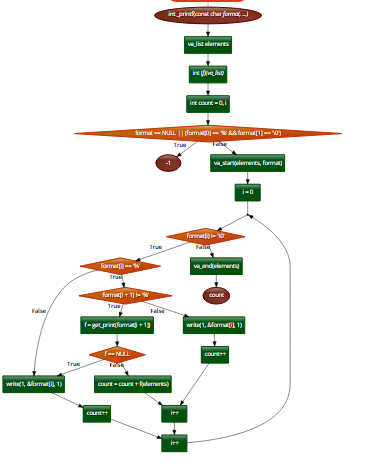 int _printf(const char format, ...)
va_list elements
int (f)(va_list)
int count = 0, i
format == NULL || (format[0] == '%' && format[1] == '\0')
True
False
-1
va_start(elements, format)
i = 0
format[i] != '\0'
True
False
format[i] == '%'
va_end(elements)
True
format[i + 1] != '%'
count
True
False
False
f = get_print(format[i + 1])
write(1, &format[i], 1)
f == NULL
count++
True
False
write(1, &format[i], 1)
count = count + f(elements)
count++
i++
i++